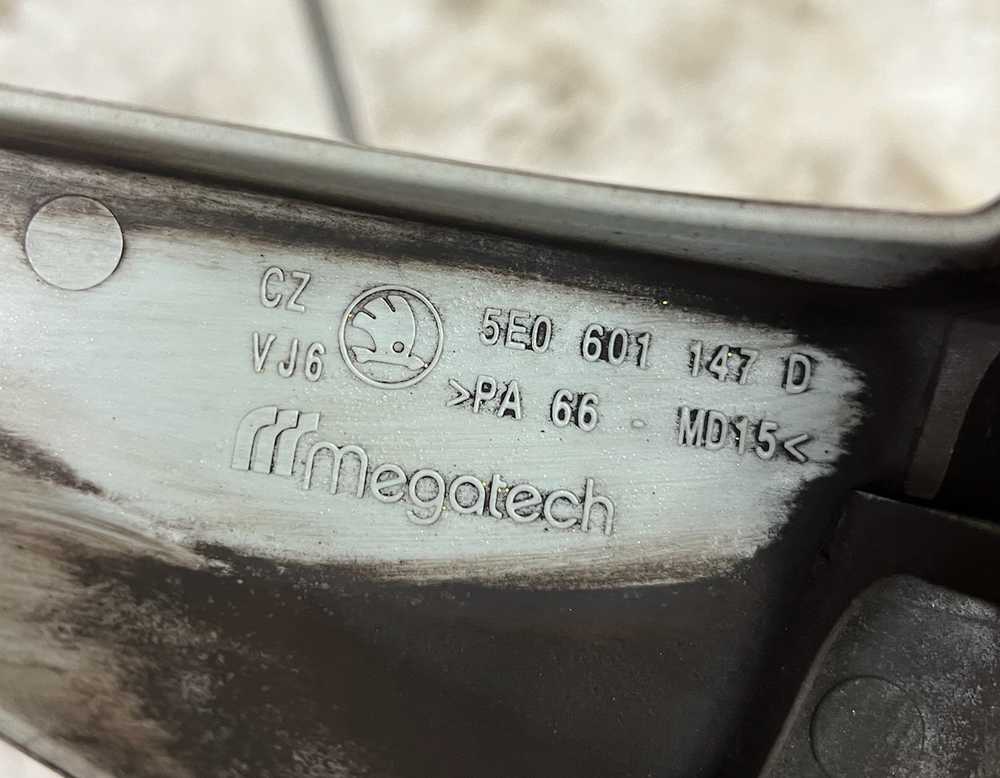 CZ
VJ6
5E0 601 147 D
>PA 66 - MD15<
megatech